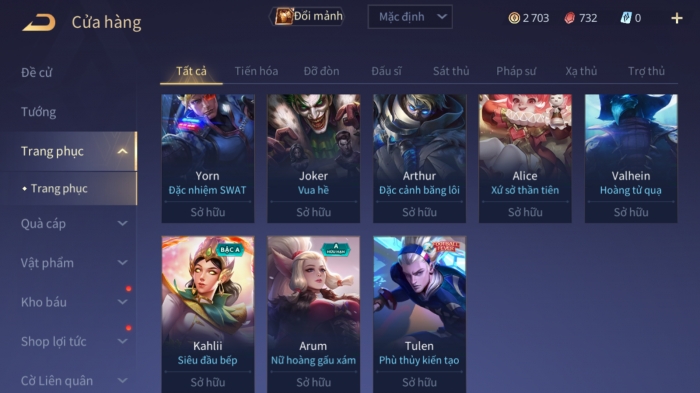 Cửa hàng
Đổi mảnh
Mặc định
2 703
732
0
Đề cử
Tướng
Trang phục
Trang phục
Quà cáp
Vật phẩm
Kho báu
Shop lợi tức
Cờ Liên quân
Tất cả Tiến hóa Đỡ đòn Đấu sĩ Sát thủ Pháp sư Xạ thủ Trợ thủ
Yorn
Đặc nhiệm SWAT
Sở hữu
Joker
Vua hề
Sở hữu
Arthur
Đặc cảnh băng lôi
Sở hữu
Alice
Xứ sở thần tiên
Sở hữu
Valhein
Hoàng tử quạ
Sở hữu
BẬC A
Kahlii
Siêu đầu bếp
Sở hữu
A
HỮU HẠN
Arum
Nữ hoàng gấu xám
Sở hữu
Tulen
Phù thủy kiến tạo
Sở hữu